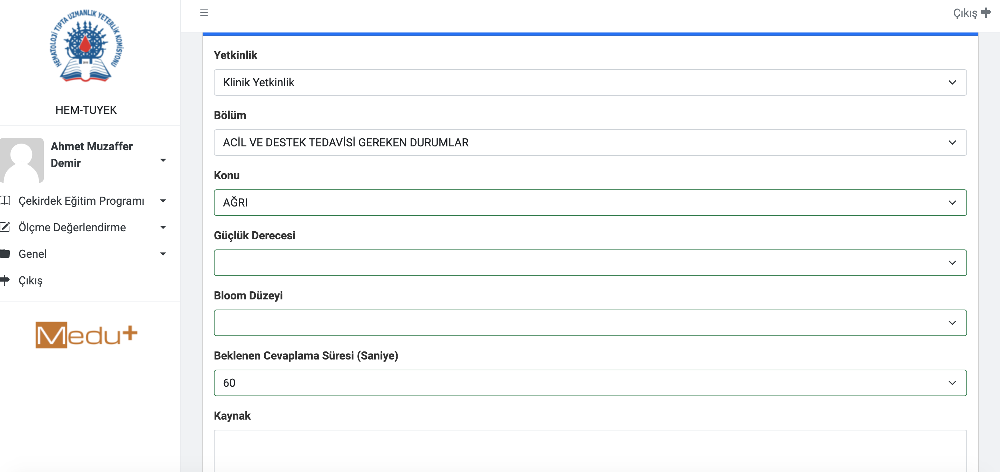 HEMATOLOJİ TIPTA UZMANLIK YETERLİK KOMİSYONU
2010
HEM-TUYEK
Ahmet Muzaffer
Demir
Çekirdek Eğitim Programı
Ölçme Değerlendirme
Genel
Çıkış
Medu+
Çıkış
Yetkinlik
Klinik Yetkinlik
Bölüm
ACİL VE DESTEK TEDAVİSİ GEREKEN DURUMLAR
Konu
AĞRI
Güçlük Derecesi
Bloom Düzeyi
Beklenen Cevaplama Süresi (Saniye)
60
Kaynak